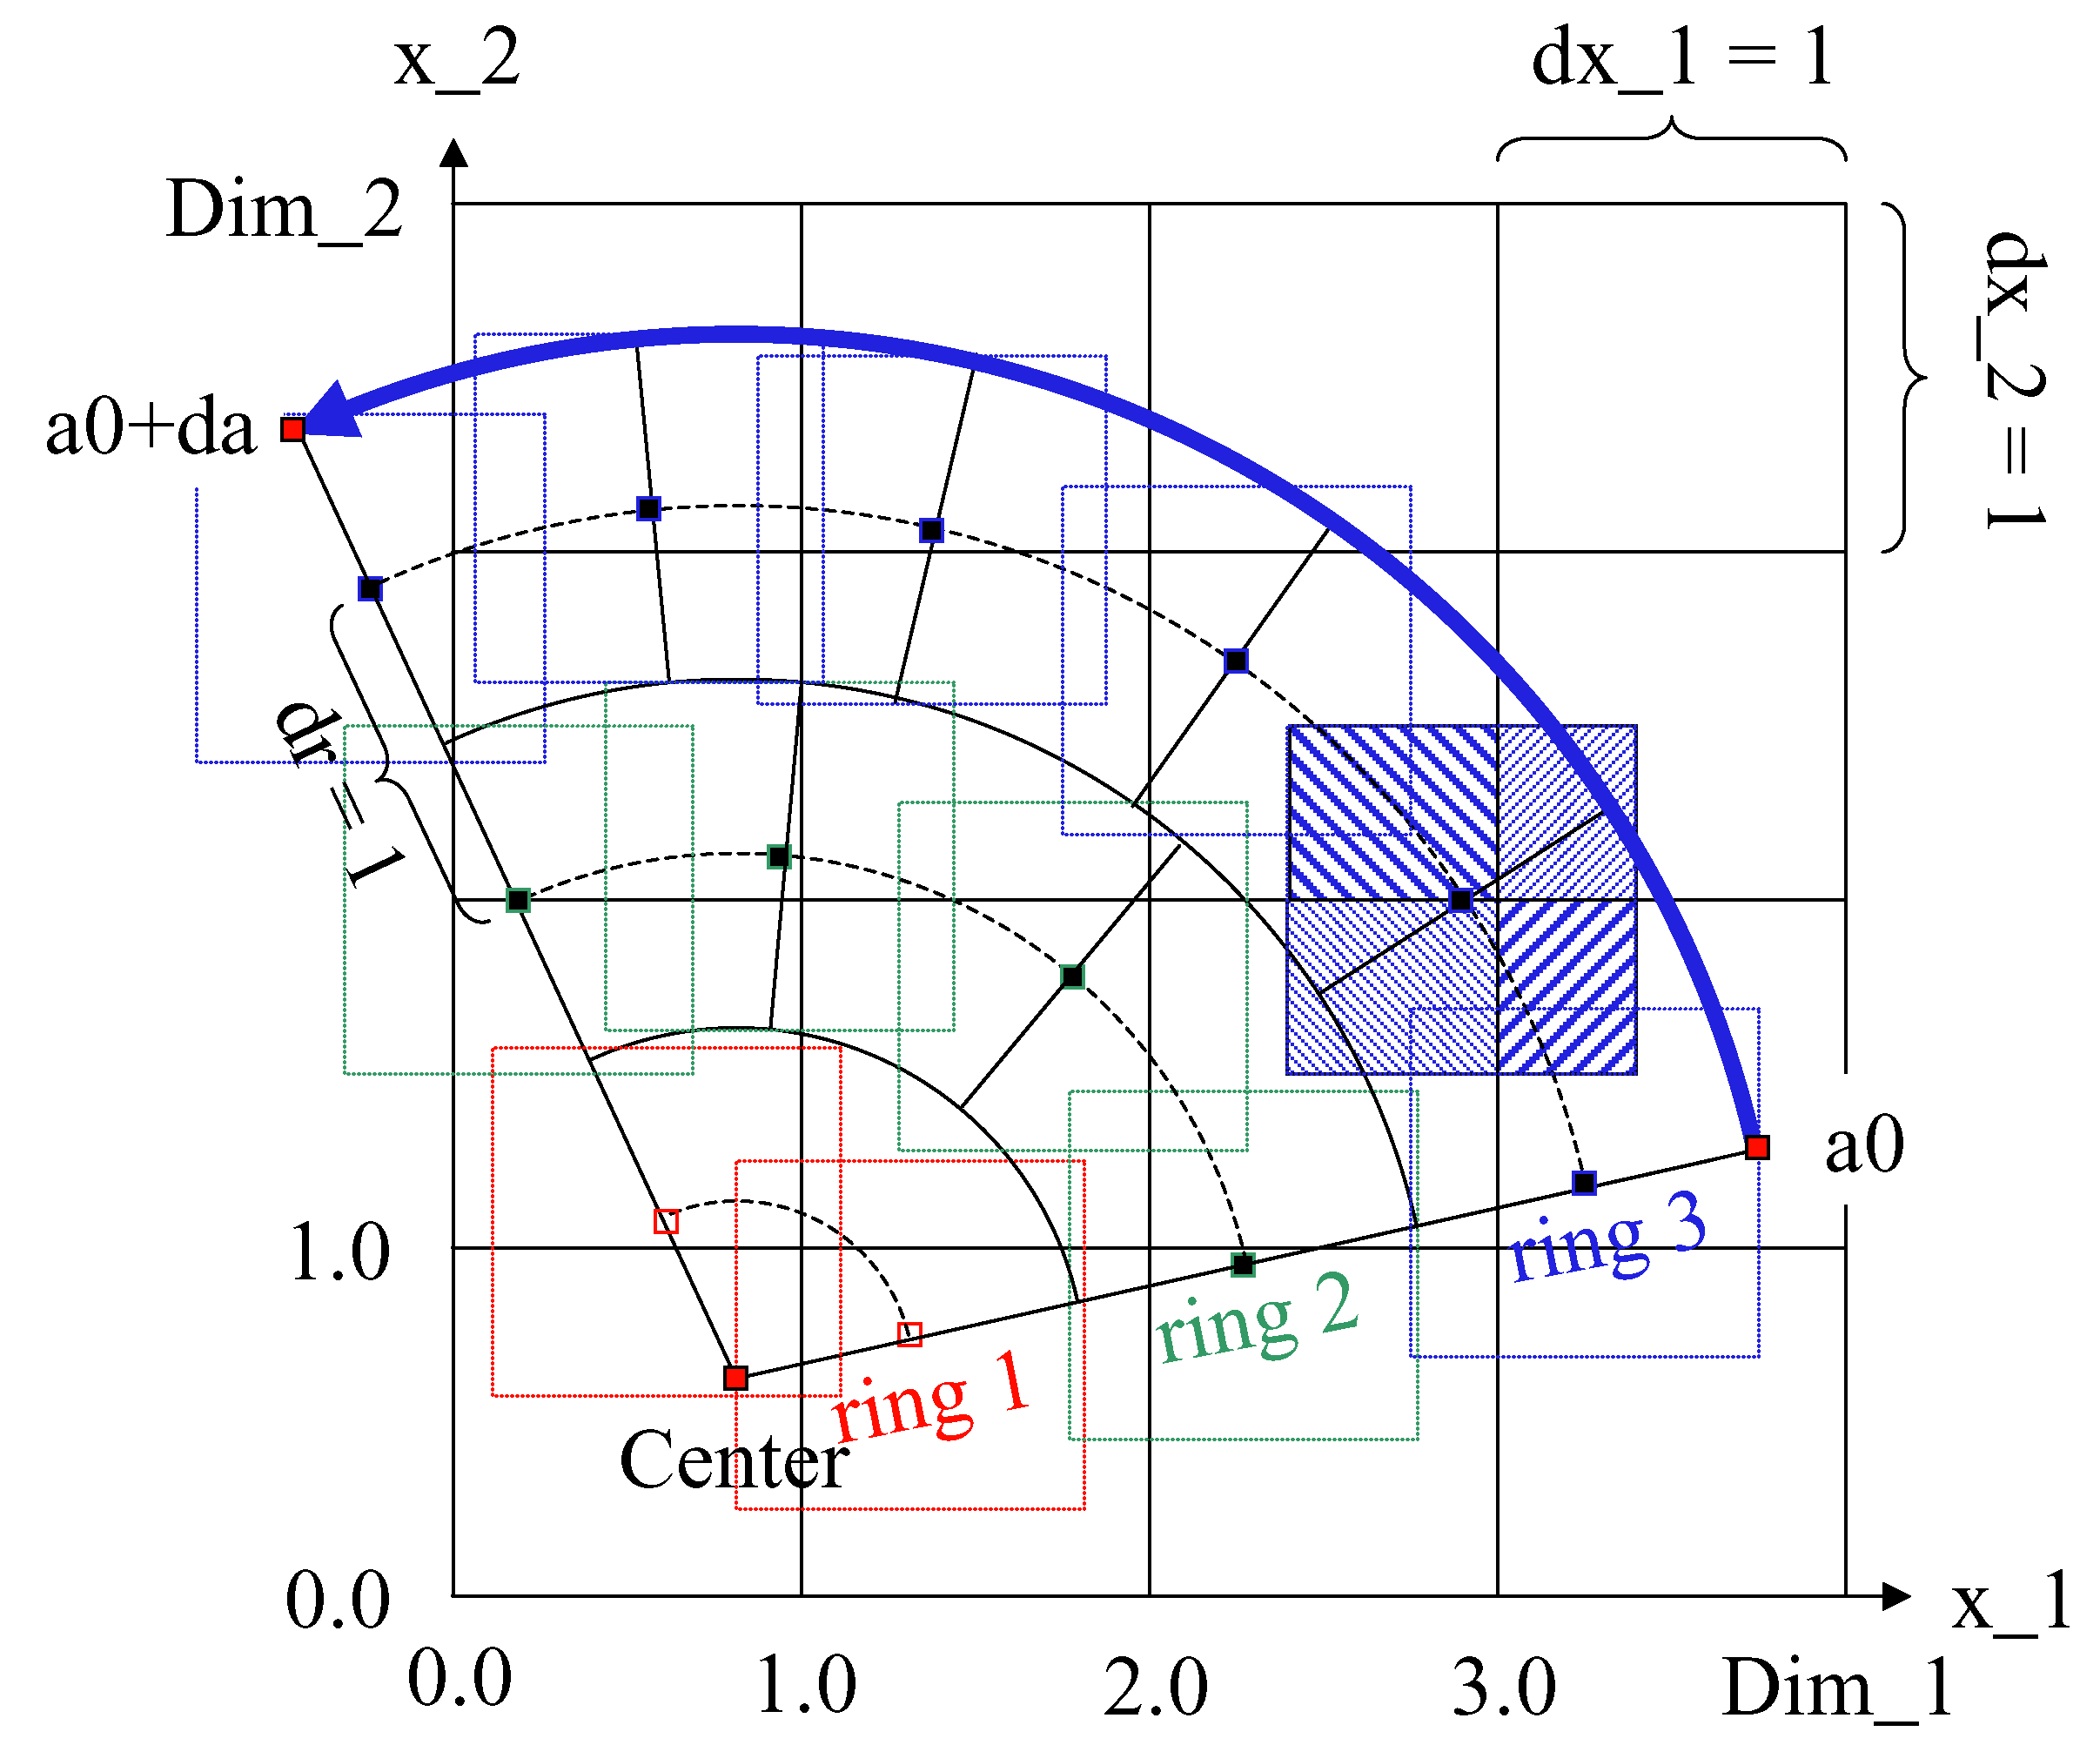 x_2
dx_1 = 1
Dim_2
dx_2 = 1
a0+da
dr = 1
a0
1.0
ring 3
ring 2
ring 1
Center
0.0
x_1
0.0
1.0
2.0
3.0
Dim_1